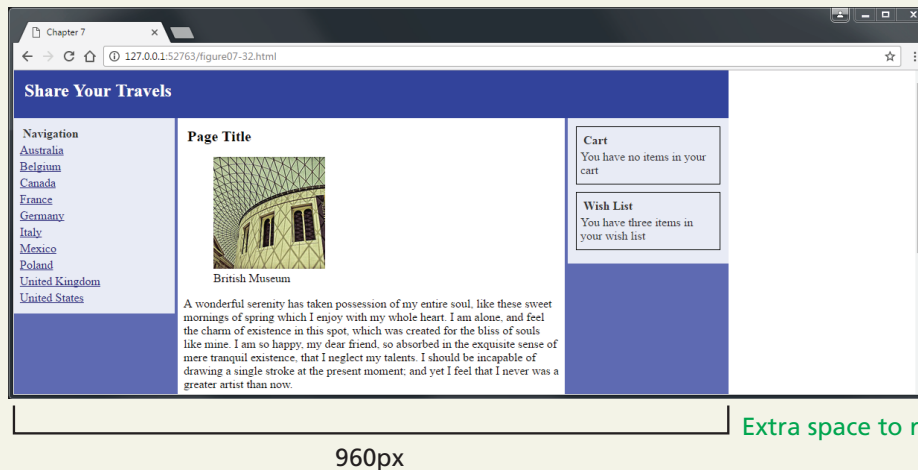 Chapter 7
127.0.0.1:52763/figure07-32.html
Share Your Travels
Navigation
Australia
Belgium
Canada
France
Germany
Italy
Mexico
Poland
United Kingdom
United States
Page Title
British Museum
A wonderful serenity has taken possession of my entire soul, like these sweet
mornings of spring which I enjoy with my whole heart. I am alone, and feel
the charm of existence in this spot, which was created for the bliss of souls
like mine. I am so happy, my dear friend, so absorbed in the exquisite sense of
mere tranquil existence, that I neglect my talents. I should be incapable of
drawing a single stroke at the present moment; and yet I feel that I never was a
greater artist than now.
Cart
You have no items in your
cart
Wish List
You have three items in
your wish list
Extra space to
960px